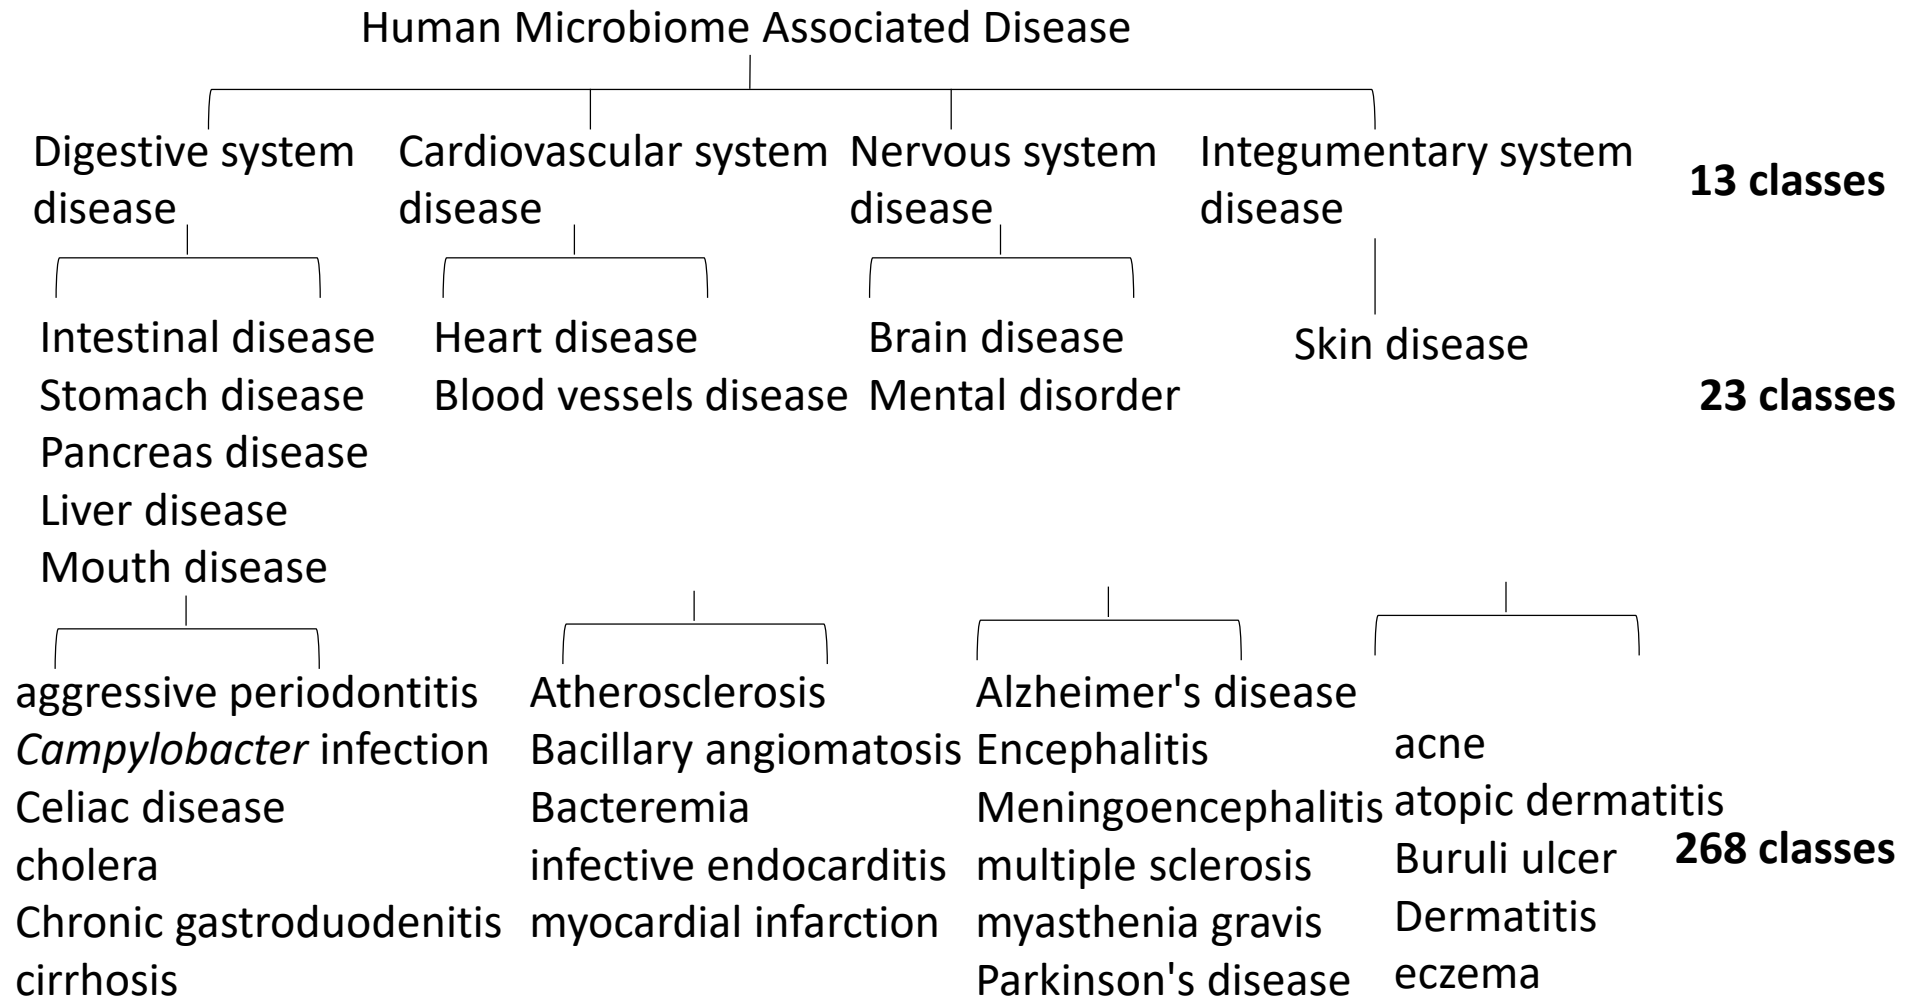 Human Microbiome Associated Disease
Digestive system
disease
Cardiovascular system
disease
Nervous system
disease
Integumentary system
disease
13 classes
Intestinal disease
Stomach disease
Pancreas disease
Liver disease
Mouth disease
Heart disease
Blood vessels disease
Brain disease
Mental disorder
Skin disease
23 classes
aggressive periodontitis
Campylobacter infection
Celiac disease
cholera
Chronic gastroduodenitis
cirrhosis
Atherosclerosis
Bacillary angiomatosis
Bacteremia
infective endocarditis
myocardial infarction
Alzheimer's disease
Encephalitis
Meningoencephalitis
multiple sclerosis
myasthenia gravis
Parkinson's disease
acne
atopic dermatitis
Buruli ulcer
Dermatitis
eczema
268 classes